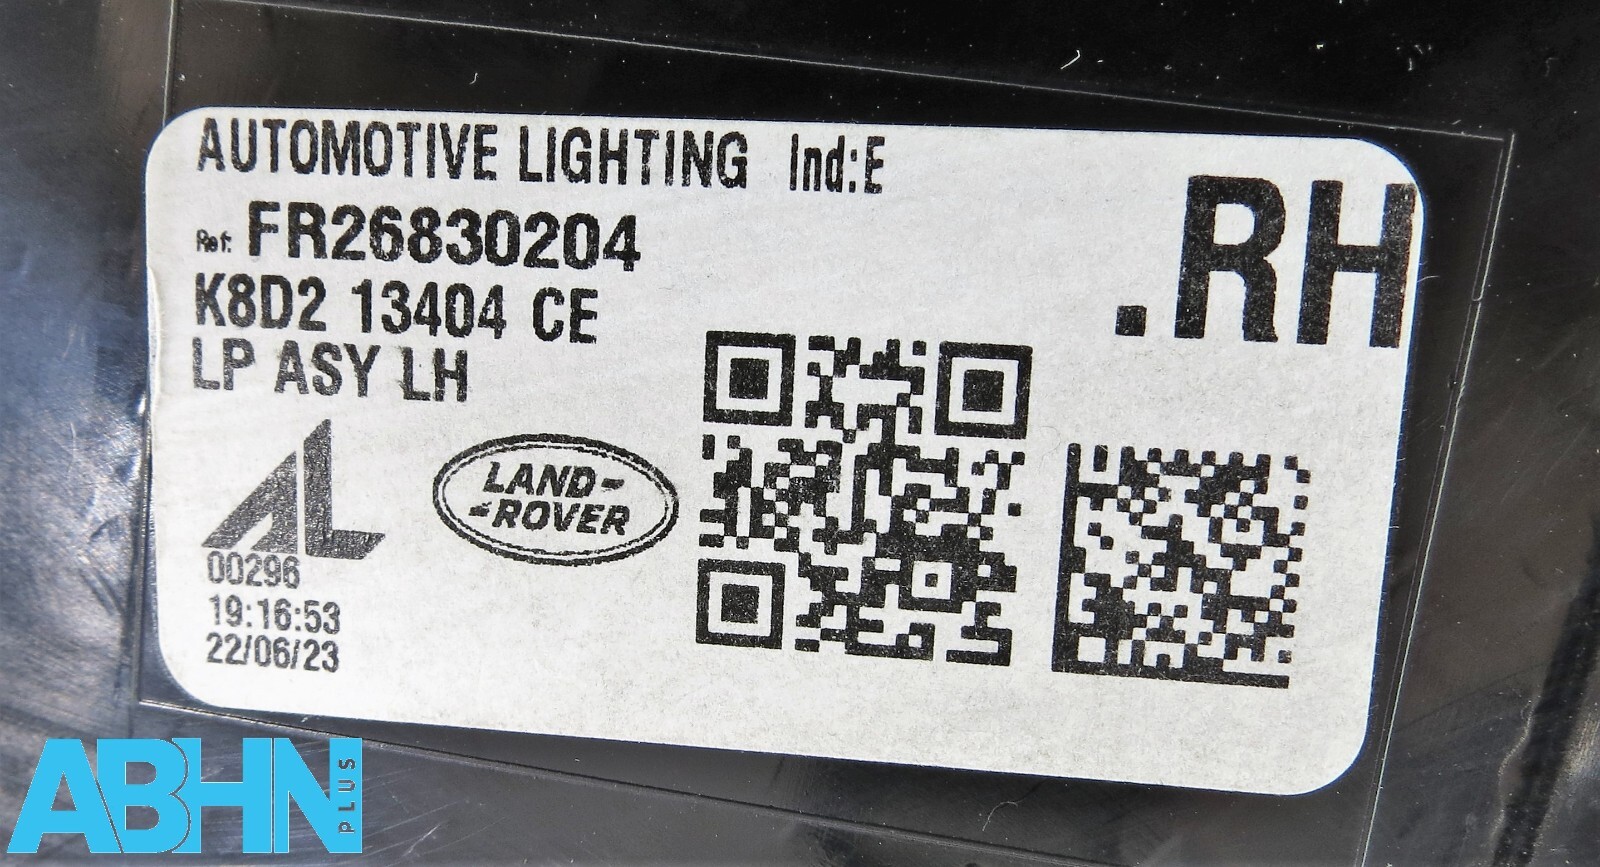 AUTOMOTIVE LIGHTING Ind:E
Ref: FR26830204
.RH
K8D2 13404 CE
LP ASY LH
AL
LAND-
-ROVER
00296
19:16:53
22/06/23
ABHN PLUS